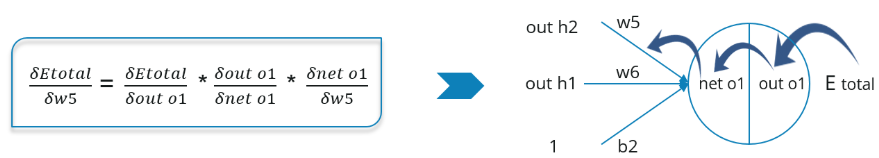 δEtotal/δw5 = δEtotal/δout o1 * δout o1/δnet o1 * δnet o1/δw5
out h2
w5
out h1
w6
net o1
out o1
E total
1
b2